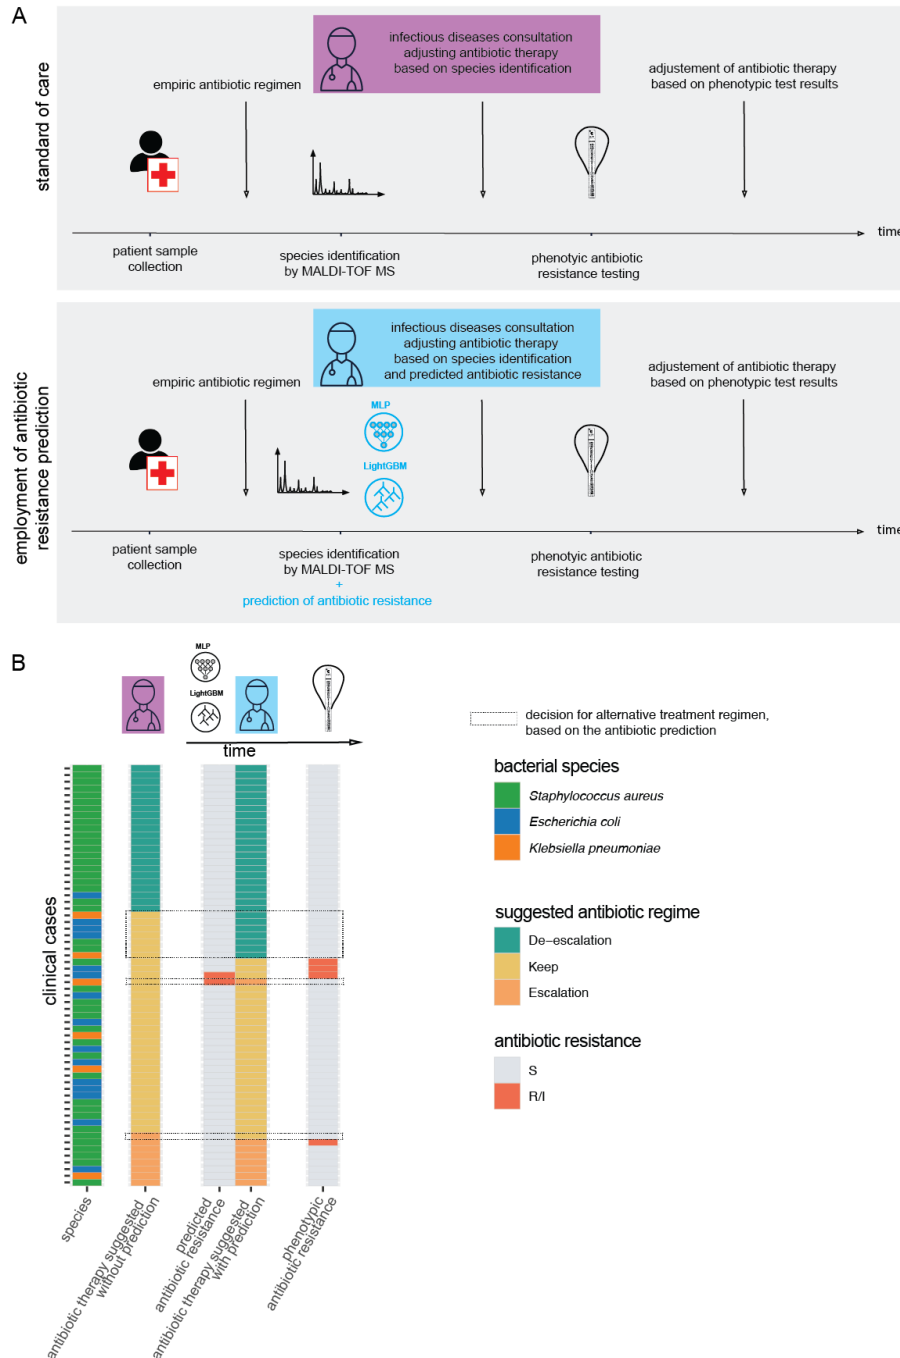 A
standard of care
infectious diseases consultation
adjusting antibiotic therapy
based on species identification
empiric antibiotic regimen
adjustement of antibiotic therapy
based on phenotypic test results
time
patient sample
collection
species identification
by MALDI-TOF MS
phenotyic antibiotic
resistance testing
employment of antibiotic
resistance prediction
infectious diseases consultation
adjusting antibiotic therapy
based on species identification
and predicted antibiotic resistance
empiric antibiotic regimen
adjustement of antibiotic therapy
based on phenotypic test results
MLP
LightGBM
time
patient sample
collection
species identification
by MALDI-TOF MS
+
prediction of antibiotic resistance
phenotyic antibiotic
resistance testing
B
MLP
LightGBM
time
decision for alternative treatment regimen,
based on the antibiotic prediction
bacterial species
Staphylococcus aureus
Escherichia coli
Klebsiella pneumoniae
suggested antibiotic regime
De-escalation
Keep
Escalation
antibiotic resistance
S
R/I
clinical cases
species
antibiotic therapy suggested
without prediction
predicted
antibiotic resistance
antibiotic therapy suggested
with prediction
phenotypic
antibiotic resistance